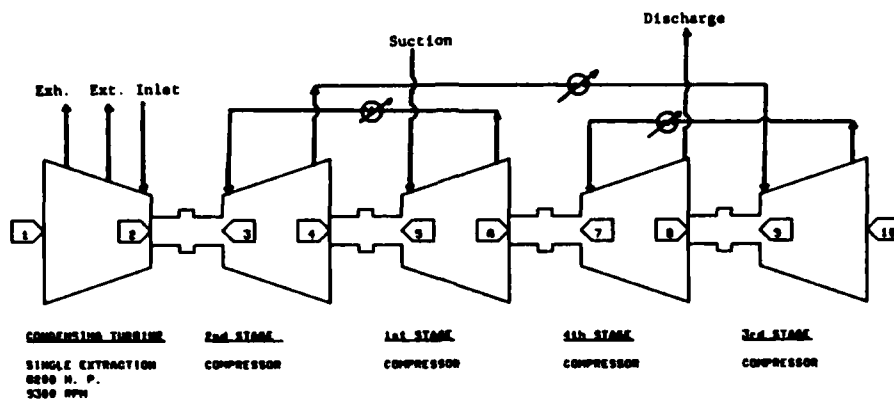 Discharge
Suction
Exh. Ext. Inlet
1 2 3 4 5 6 7 8 9 10
CONDENSING TURBINE 2nd STAGE 1st STAGE 4th STAGE 3rd STAGE
SINGLE EXTRACTION COMPRESSOR COMPRESSOR COMPRESSOR COMPRESSOR
H. P.
9300 RPM